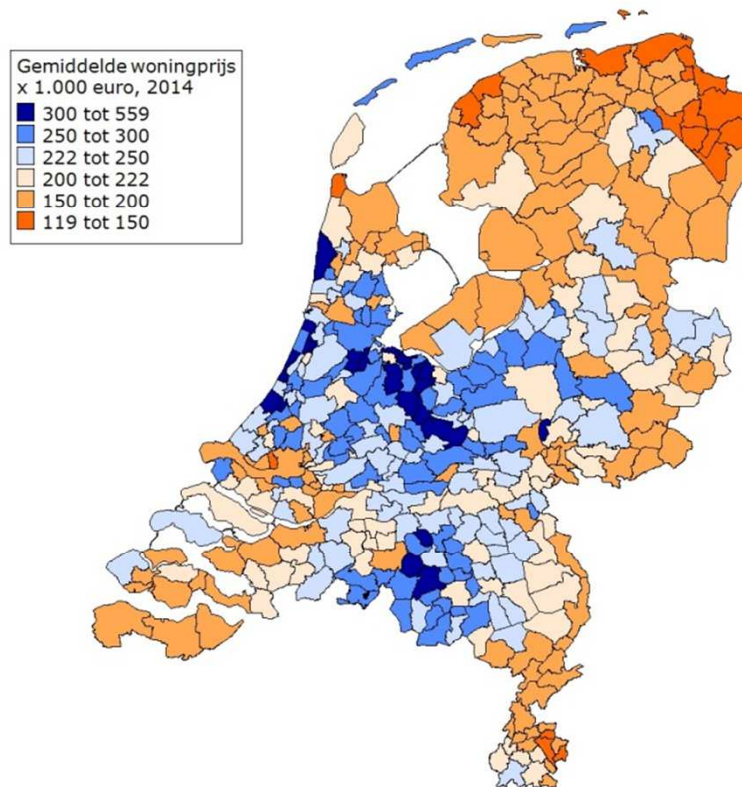 Gemiddelde woningprijs
x 1.000 euro, 2014
300 tot 559
250 tot 300
222 tot 250
200 tot 222
150 tot 200
119 tot 150